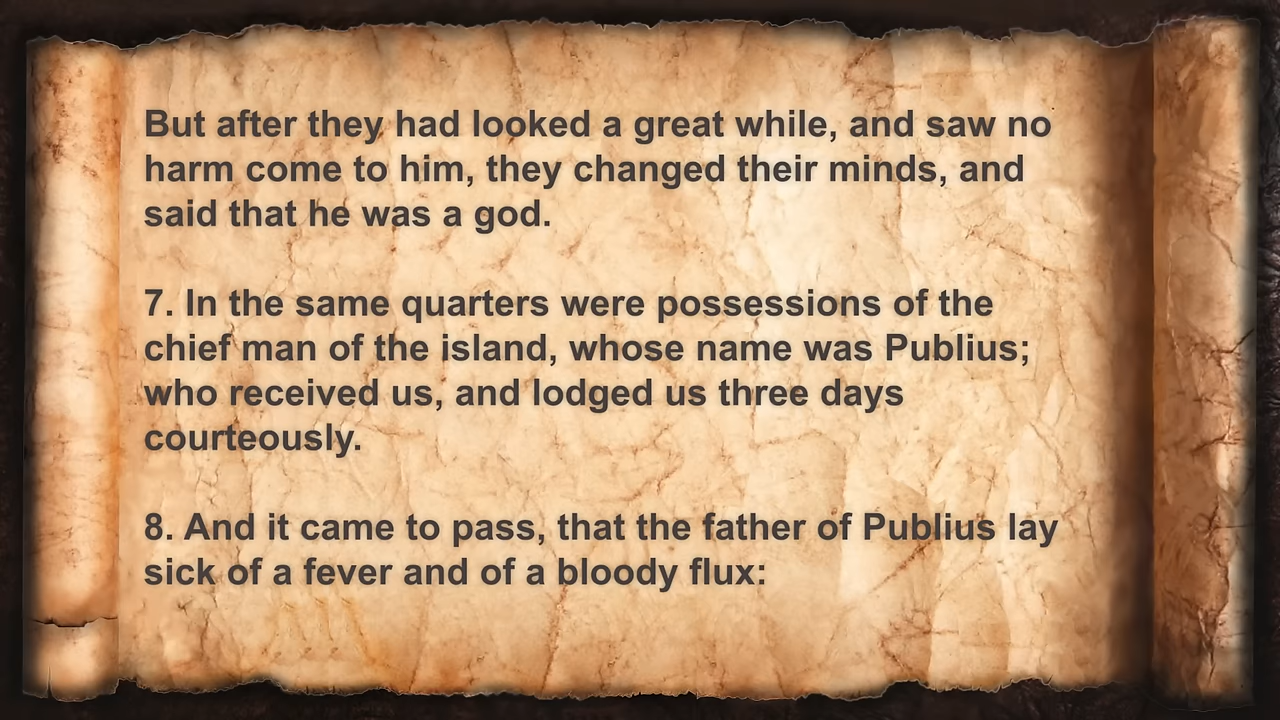 But after they had looked a great while, and saw no
harm come to him, they changed their minds, and
said that he was a god.
7. In the same quarters were possessions of the
chief man of the island, whose name was Publius;
who received us, and lodged us three days
courteously.
8. And it came to pass, that the father of Publius lay
sick of a fever and of a bloody flux: